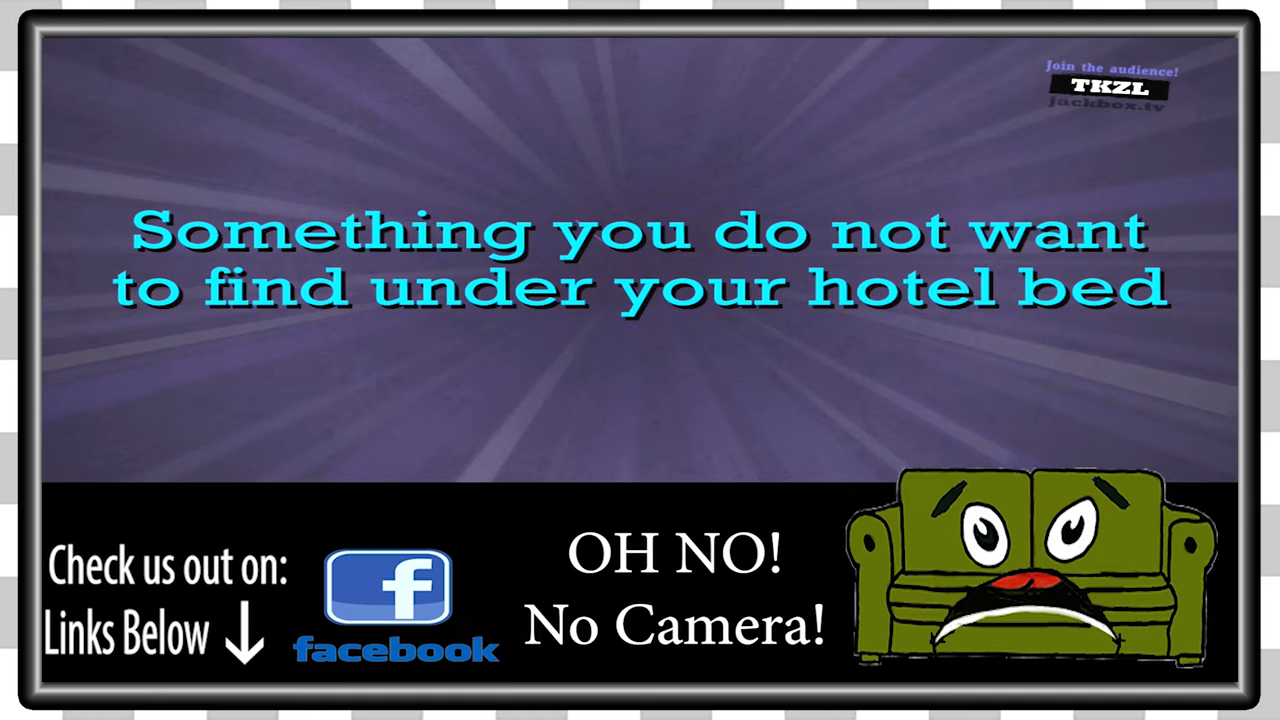 Join the audience!
TKZL
jackbox.tv
Something you do not want
to find under your hotel bed
Check us out on:
Links Below
f
facebook
OH NO!
No Camera!